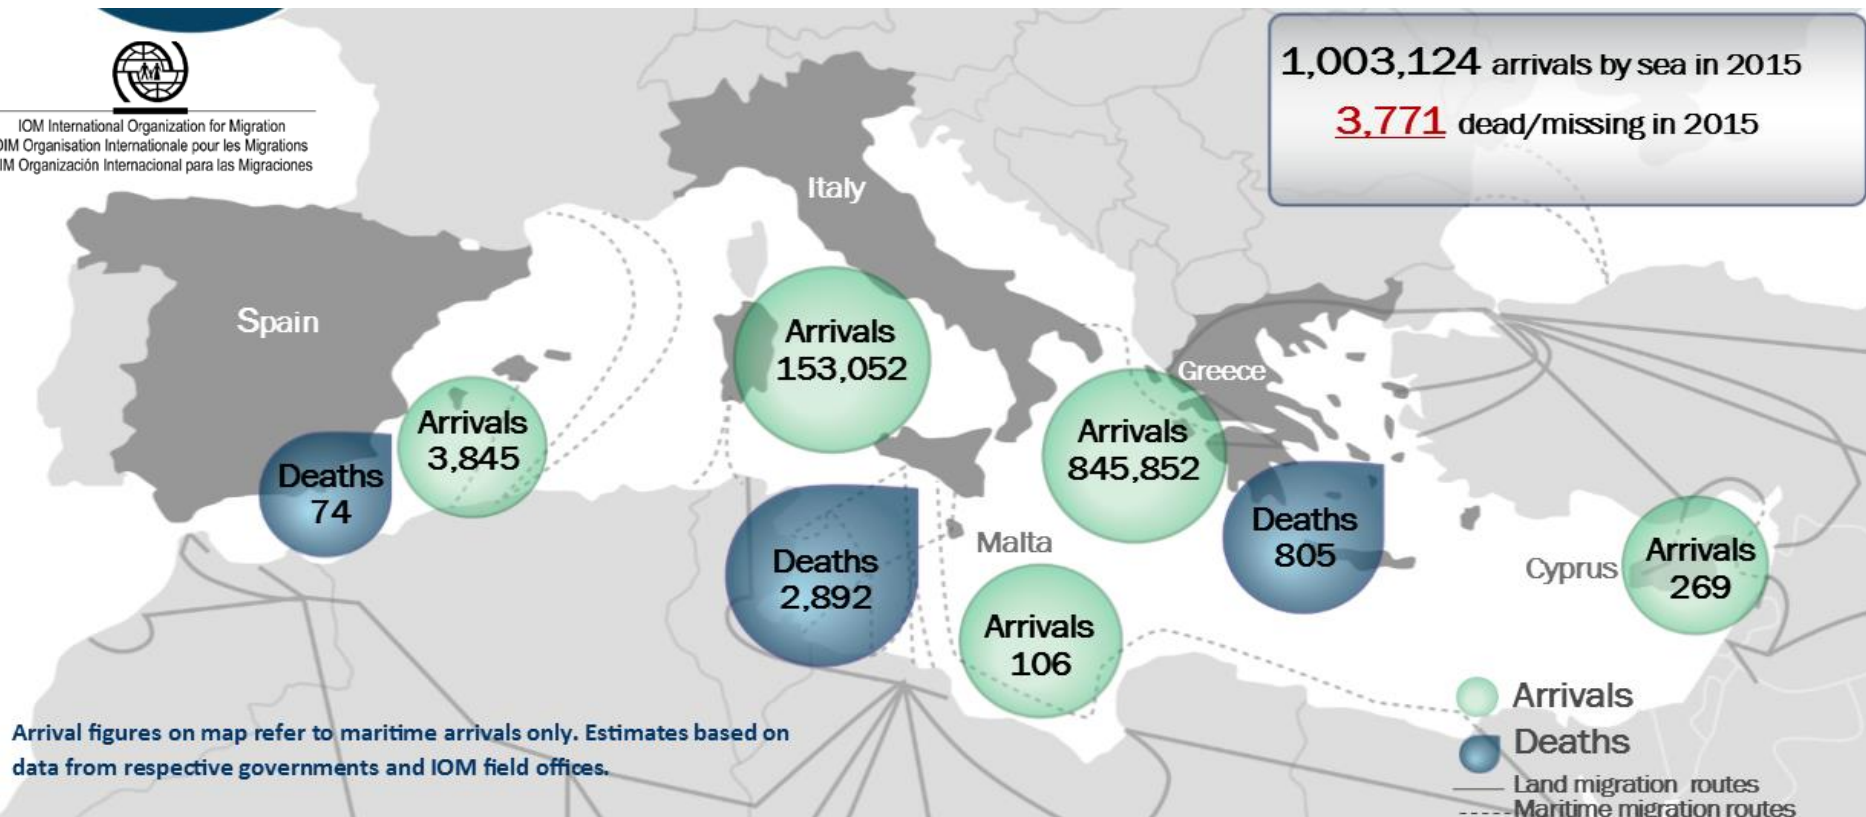 IOM International Organization for Migration
OIM Organisation Internationale pour les Migrations
IM Organización Internacional para las Migraciones
1,003,124 arrivals by sea in 2015
3,771 dead/missing in 2015
Italy
Spain
Arrivals
153,052
Greece
Arrivals
3,845
Arrivals
845,852
Deaths
74
Deaths
805
Malta
Deaths
2,892
Cyprus
Arrivals
269
Arrivals
106
Arrivals
Deaths
Land migration routes
Maritime migration routes
Arrival figures on map refer to maritime arrivals only. Estimates based on
data from respective governments and IOM field offices.